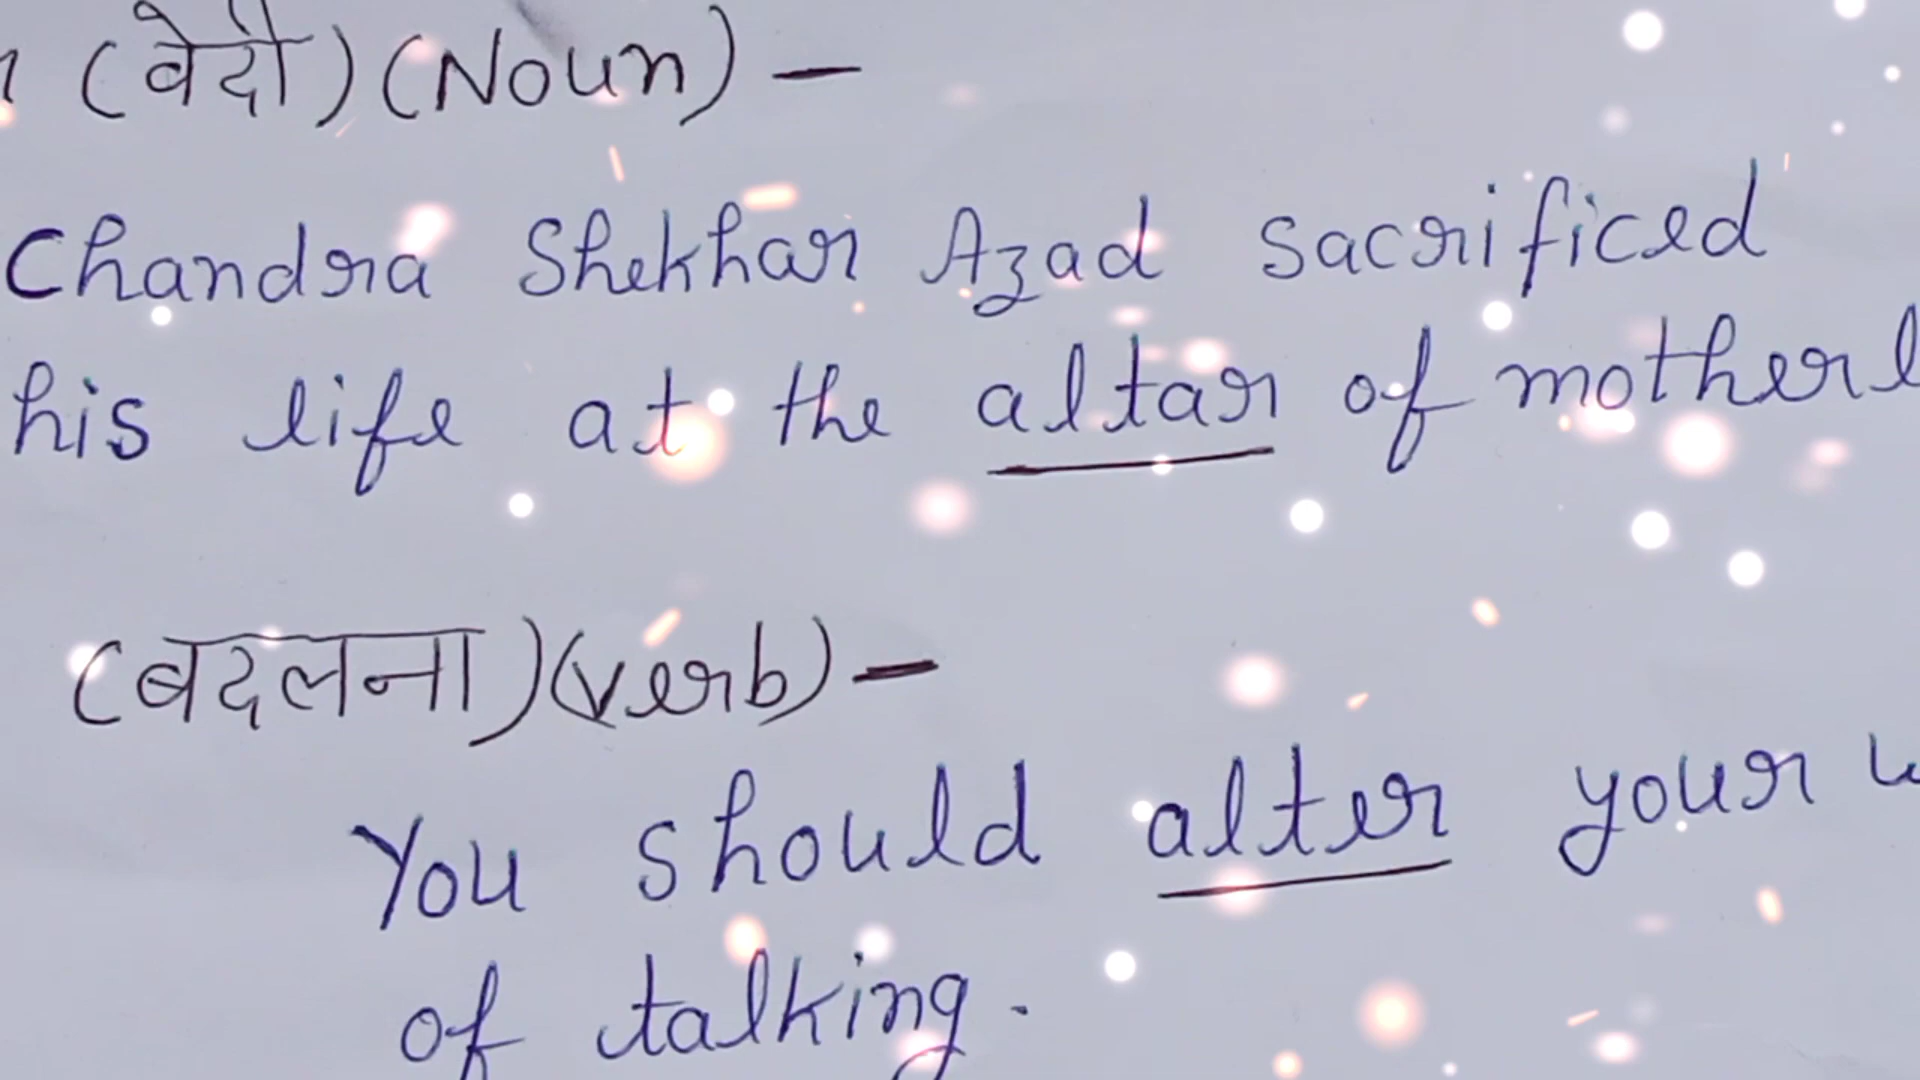 (वेदी) (Noun) —
Chandra Shekhar Azad sacrificed
his life at the altar of motherl
(बदलना) (verb) —
You should alter your
of talking.